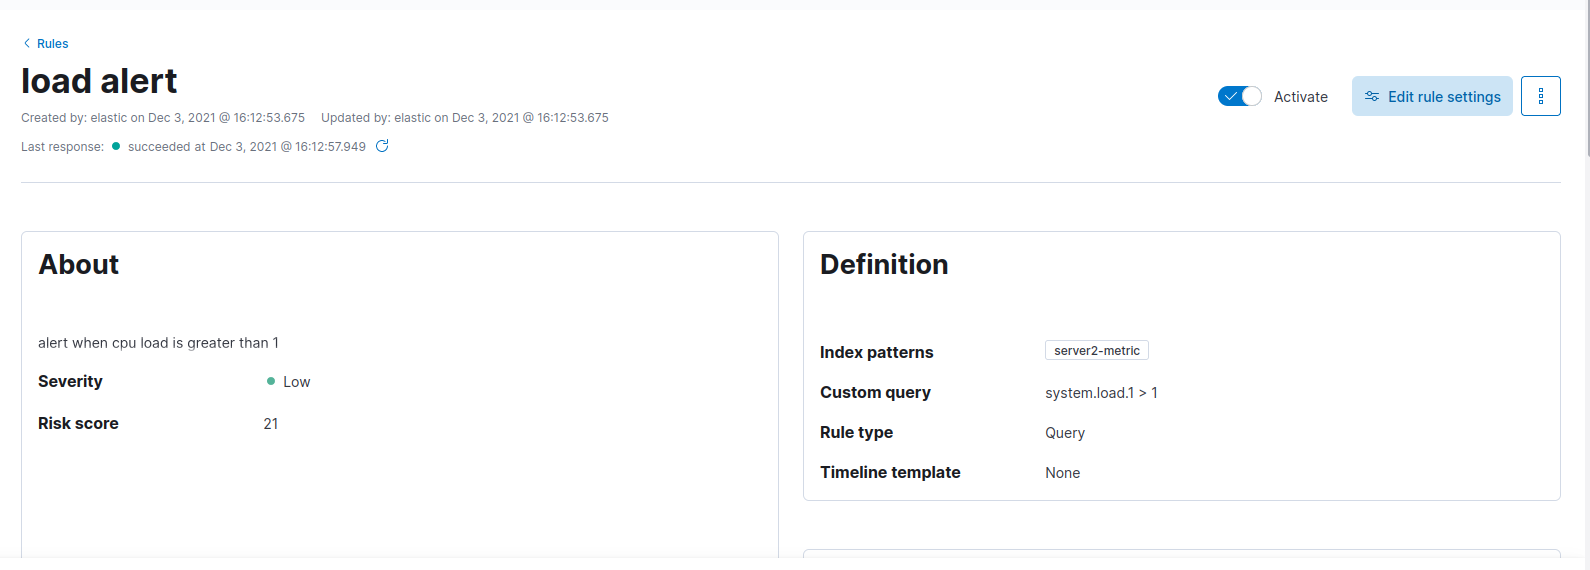 Rules
load alert
Created by: elastic on Dec 3, 2021 @ 16:12:53.675 Updated by: elastic on Dec 3, 2021 @ 16:12:53.675
Last response: succeeded at Dec 3, 2021 @ 16:12:57.949
Activate
Edit rule settings
About
alert when cpu load is greater than 1
Severity Low
Risk score 21
Definition
Index patterns server2-metric
Custom query system.load.1 > 1
Rule type Query
Timeline template None